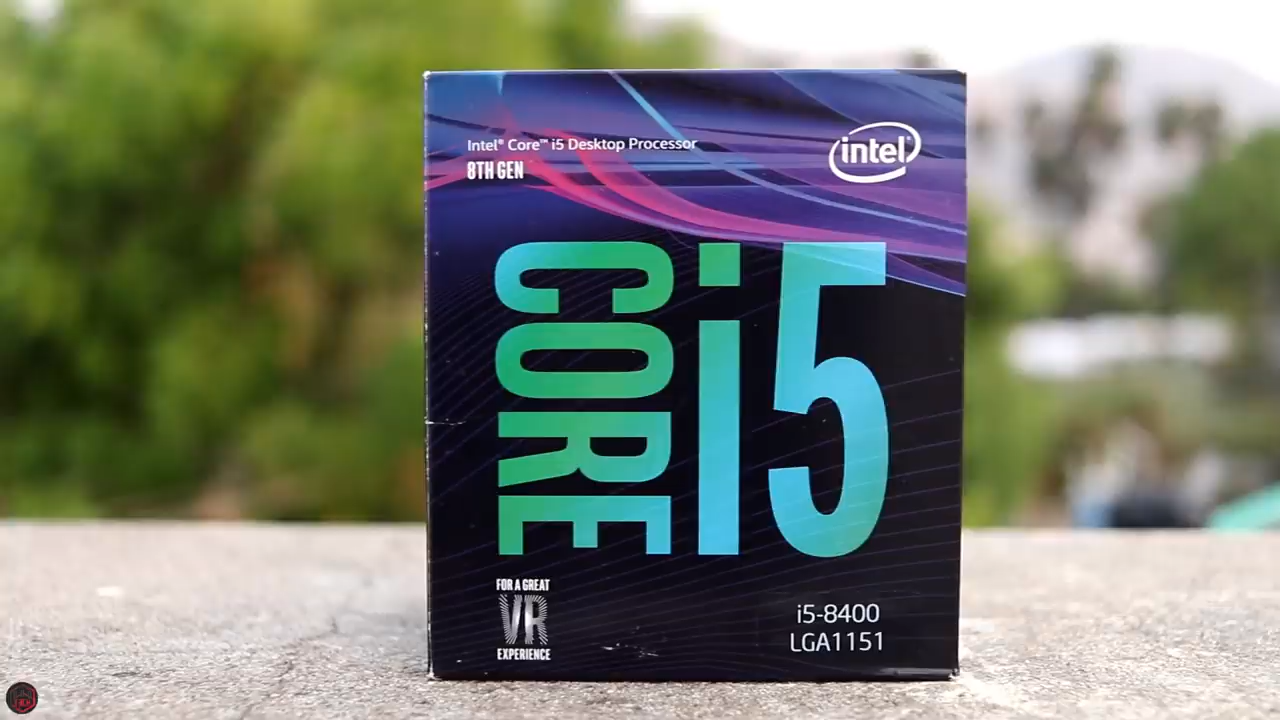 Intel® Core™ i5 Desktop Processor
8TH GEN
intel
CORE i5
FOR A GREAT
VR
EXPERIENCE
i5-8400
LGA1151